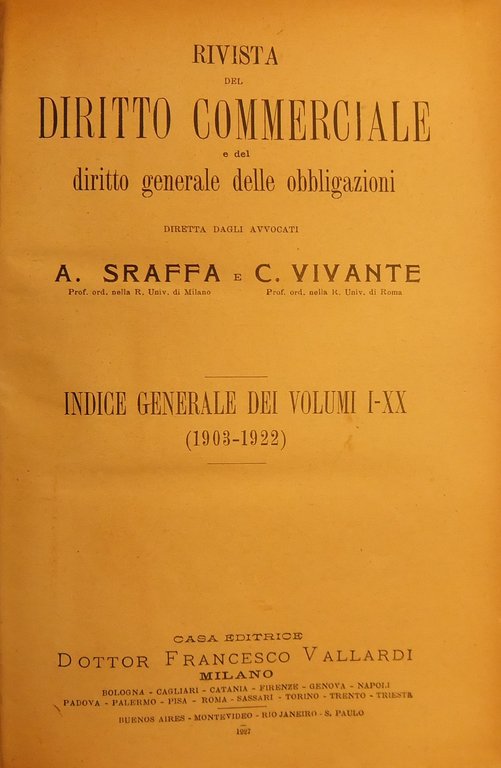 RIVISTA
DEL
DIRITTO COMMERCIALE
e del
diritto generale delle obbligazioni
DIRETTA DAGLI AVVOCATI
A. SRAFFA E C. VIVANTE
Prof. ord. nella R. Univ. di Milano Prof. ord. nella R. Univ. di Roma
INDICE GENERALE DEI VOLUMI I-XX
(1903-1922)
CASA EDITRICE
DOTTOR FRANCESCO VALLARDI
MILANO
BOLOGNA - CAGLIARI - CATANIA - FIRENZE - GENOVA - NAPOLI
PADOVA - PALERMO - PISA - ROMA - SASSARI - TORINO - TRENTO - TRIESTE
BUENOS AIRES - MONTEVIDEO - RIO JANEIRO - S. PAULO
1927